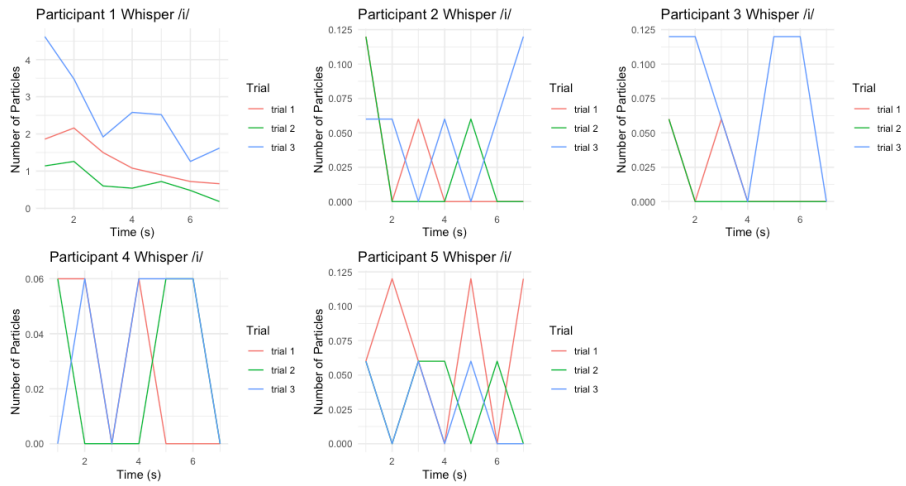 Participant 1 Whisper /i/
Number of Particles
4
3
2
1
0
2 4 6
Time (s)
Trial
trial 1
trial 2
trial 3
Participant 2 Whisper /i/
Number of Particles
0.125
0.100
0.075
0.050
0.025
0.000
2 4 6
Time (s)
Trial
trial 1
trial 2
trial 3
Participant 3 Whisper /i/
Number of Particles
0.125
0.100
0.075
0.050
0.025
0.000
2 4 6
Time (s)
Trial
trial 1
trial 2
trial 3
Participant 4 Whisper /i/
Number of Particles
0.06
0.04
0.02
0.00
2 4 6
Time (s)
Trial
trial 1
trial 2
trial 3
Participant 5 Whisper /i/
Number of Particles
0.125
0.100
0.075
0.050
0.025
0.000
2 4 6
Time (s)
Trial
trial 1
trial 2
trial 3